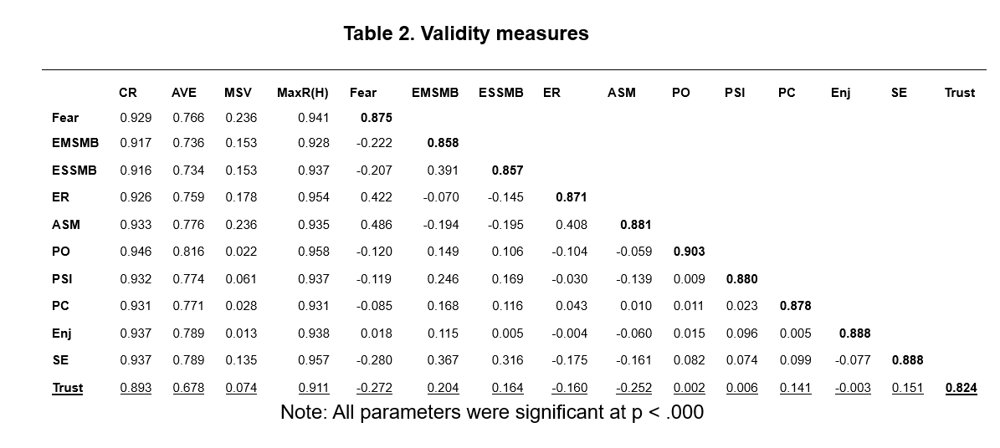 Table 2. Validity measures
CR AVE MSV MaxR(H) Fear EMSMB ESSMB ER ASM PO PSI PC Enj SE Trust
Fear 0.929 0.766 0.236 0.941 0.875
EMSMB 0.917 0.736 0.153 0.928 -0.222 0.858
ESSMB 0.916 0.734 0.153 0.937 -0.207 0.391 0.857
ER 0.926 0.759 0.178 0.954 0.422 -0.070 -0.145 0.871
ASM 0.933 0.776 0.236 0.935 0.486 -0.194 -0.195 0.408 0.881
PO 0.946 0.816 0.022 0.958 -0.120 0.149 0.106 -0.104 -0.059 0.903
PSI 0.932 0.774 0.061 0.937 -0.119 0.246 0.169 -0.030 -0.139 0.009 0.880
PC 0.931 0.771 0.028 0.931 -0.085 0.168 0.116 0.043 0.010 0.011 0.023 0.878
Enj 0.937 0.789 0.013 0.938 0.018 0.115 0.005 -0.004 -0.060 0.015 0.096 0.005 0.888
SE 0.937 0.789 0.135 0.957 -0.280 0.367 0.316 -0.175 -0.161 0.082 0.074 0.099 -0.077 0.888
Trust 0.893 0.678 0.074 0.911 -0.272 0.204 0.164 -0.160 -0.252 0.002 0.006 0.141 -0.003 0.151 0.824
Note: All parameters were significant at p < .000